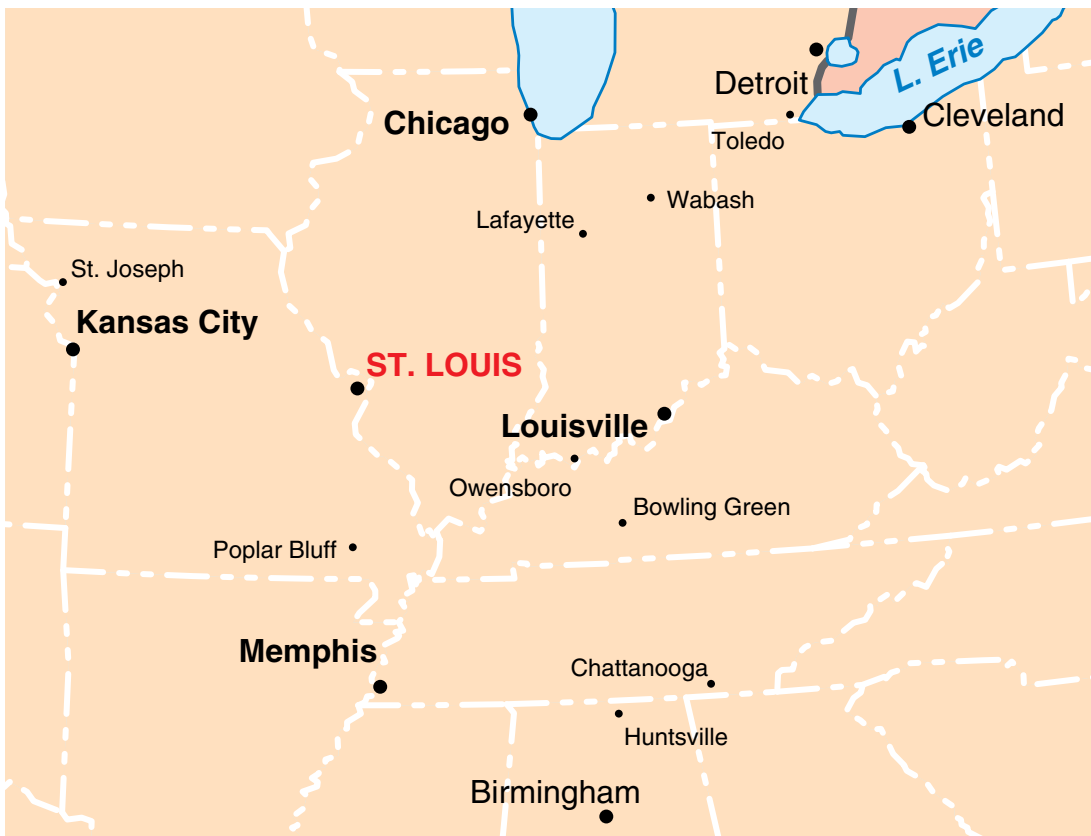 L. Erie
Detroit
Chicago
Cleveland
Toledo
Wabash
Lafayette
St. Joseph
Kansas City
ST. LOUIS
Louisville
Owensboro
Bowling Green
Poplar Bluff
Memphis
Chattanooga
Huntsville
Birmingham